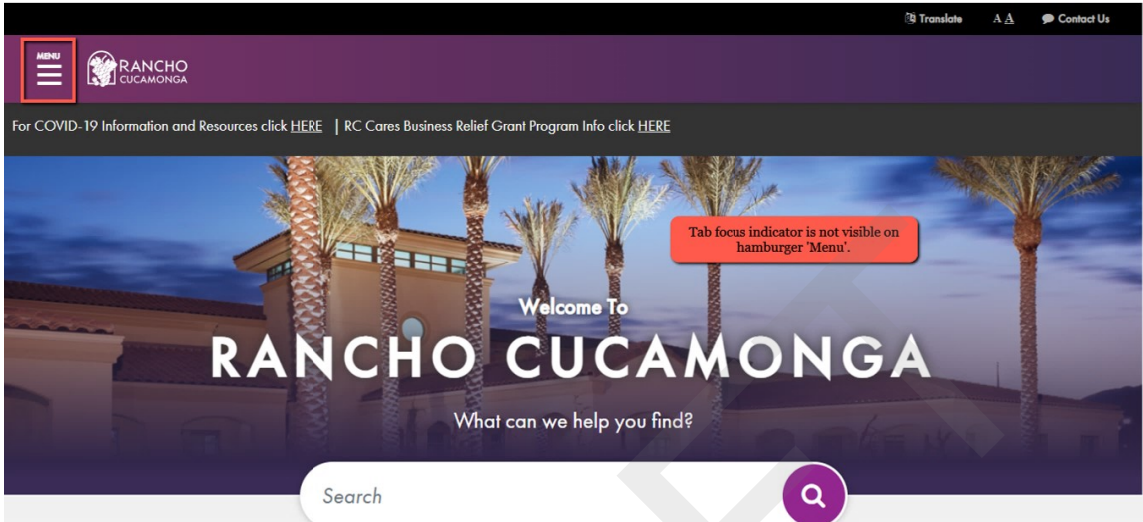 Translate A A Contact Us
MENU
RANCHO
CUCAMONGA
For COVID-19 Information and Resources click HERE | RC Cares Business Relief Grant Program Info click HERE
Tab focus indicator is not visible on
hamburger 'Menu'.
Welcome To
RANCHO CUCAMONGA
What can we help you find?
Search